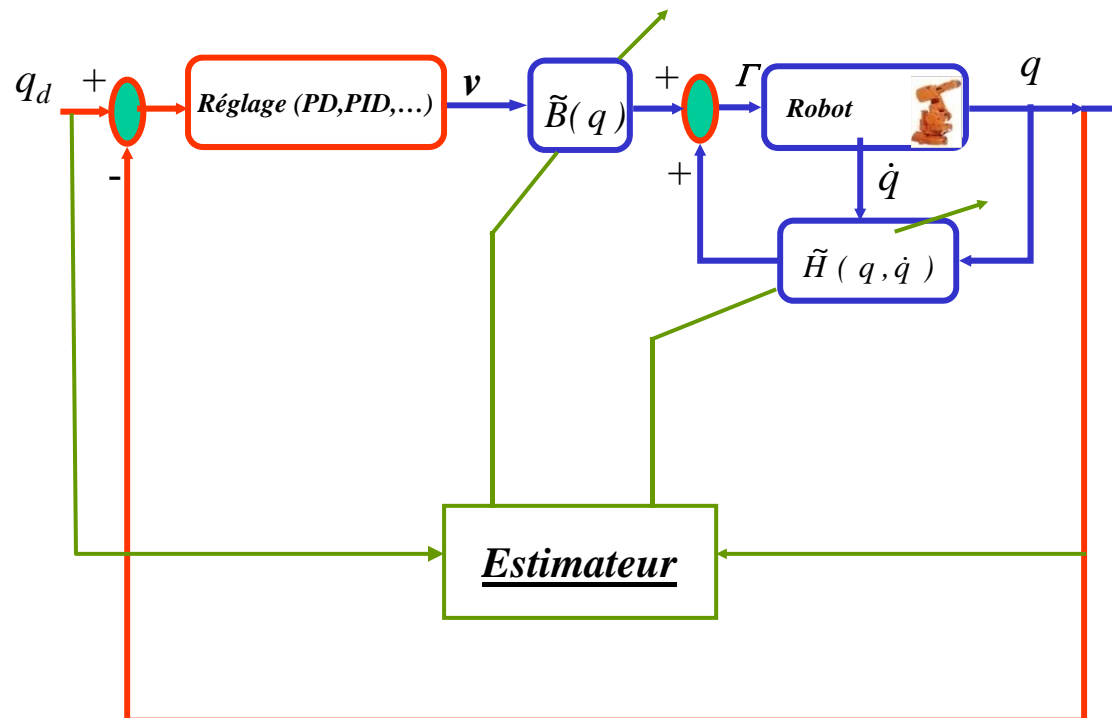 q_d
+
-
Réglage (PD,PID,…)
v
B̃( q )
+
+
Γ
Robot
q
q̇
H̃ ( q , q̇ )
Estimateur